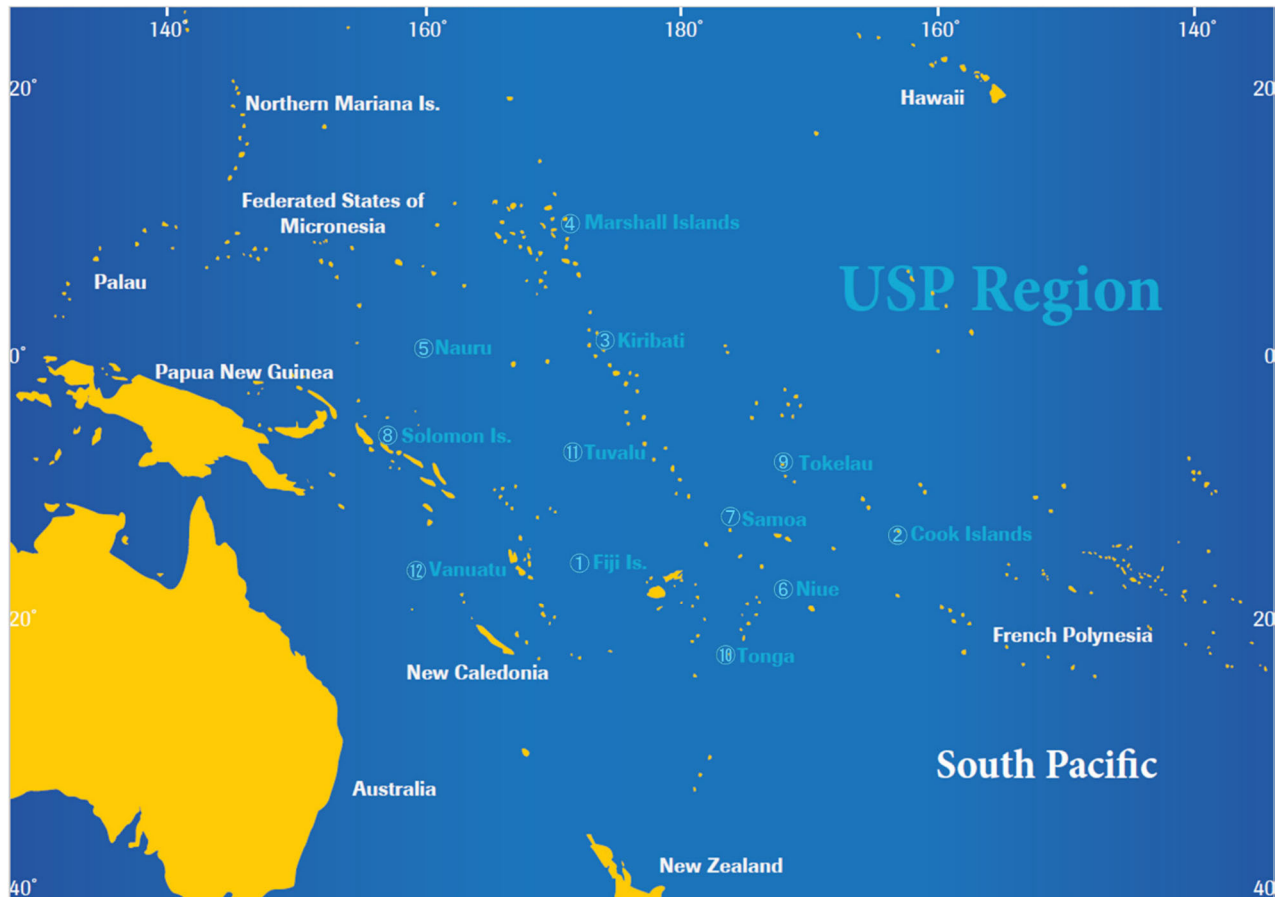 140˚ 160˚ 180˚ 160˚ 140˚
20˚ 20˚
Northern Mariana Is.
Hawaii
Federated States of
Micronesia
④ Marshall Islands
Palau
USP Region
③ Kiribati
⑤ Nauru
0˚ 0˚
Papua New Guinea
⑧ Solomon Is.
⑪ Tuvalu
⑨ Tokelau
⑦ Samoa
② Cook Islands
⑫ Vanuatu
① Fiji Is.
⑥ Niue
20˚ 20˚
French Polynesia
⑩ Tonga
New Caledonia
South Pacific
Australia
New Zealand
40˚ 40˚